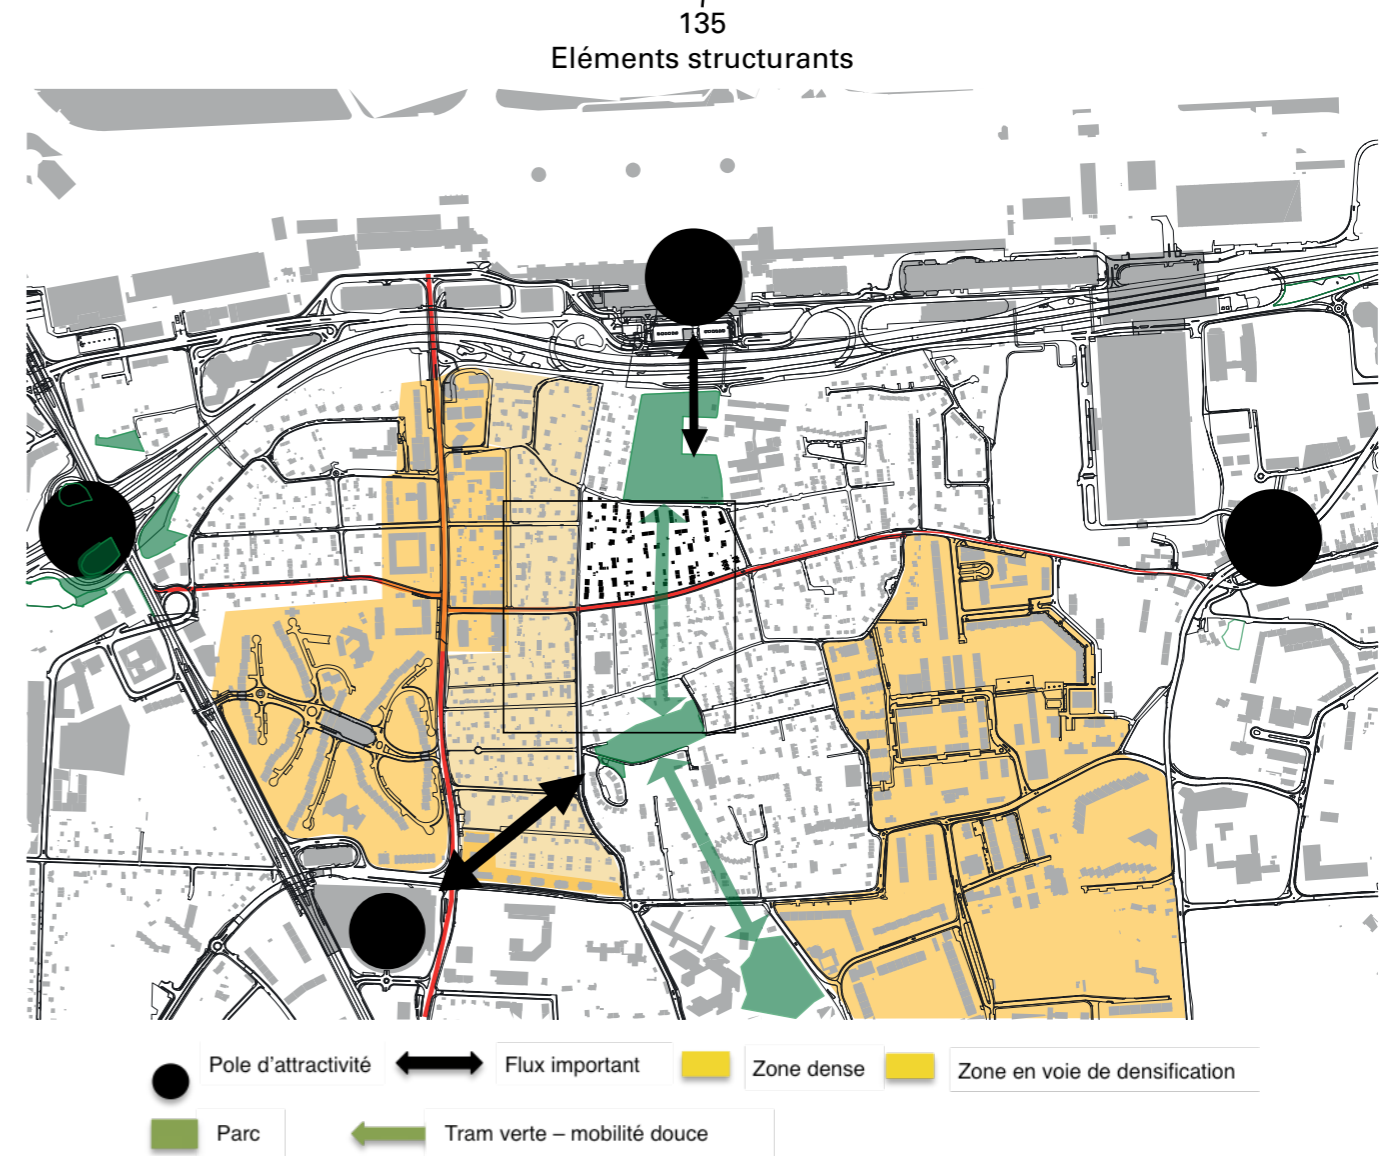 135
Eléments structurants
Pole d'attractivité
Flux important
Zone dense
Zone en voie de densification
Parc
Tram verte – mobilité douce